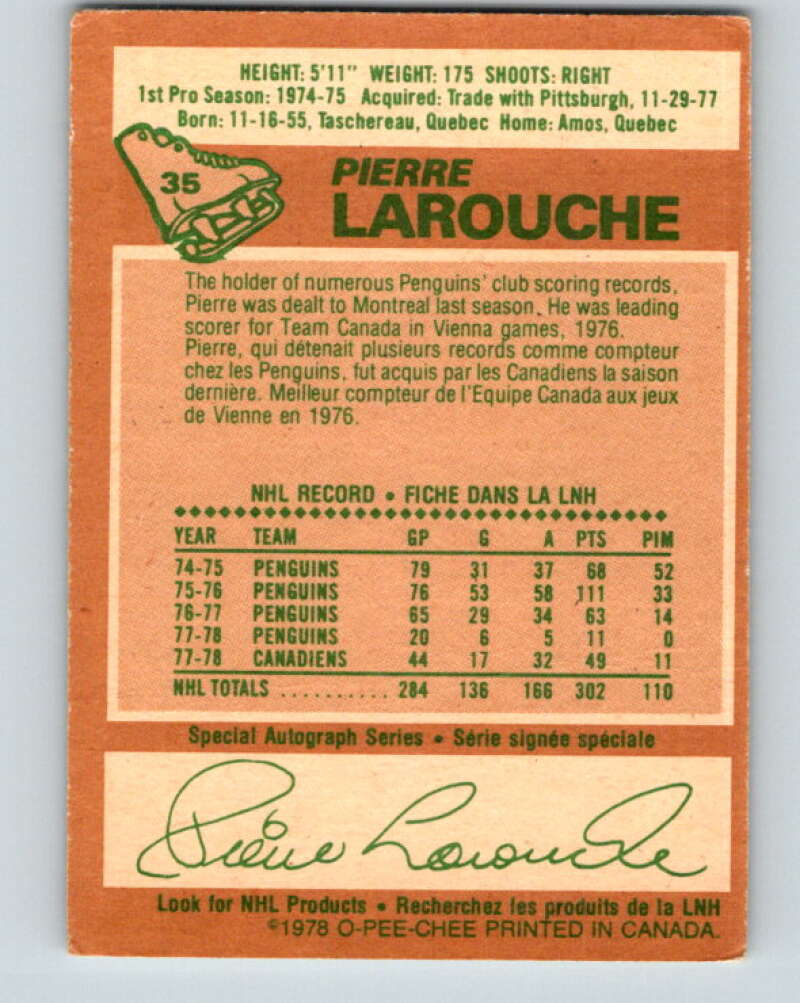 HEIGHT: 5'11" WEIGHT: 175 SHOOTS: RIGHT
1st Pro Season: 1974-75 Acquired: Trade with Pittsburgh, 11-29-77
Born: 11-16-55, Taschereau, Quebec Home: Amos, Quebec
35
PIERRE
LAROUCHE
The holder of numerous Penguins' club scoring records,
Pierre was dealt to Montreal last season. He was leading
scorer for Team Canada in Vienna games, 1976.
Pierre, qui détenait plusieurs records comme compteur
chez les Penguins, fut acquis par les Canadiens la saison
dernière. Meilleur compteur de l'Equipe Canada aux jeux
de Vienne en 1976.
NHL RECORD • FICHE DANS LA LNH
YEAR TEAM GP G A PTS PIM
74-75 PENGUINS 79 31 37 68 52
75-76 PENGUINS 76 53 58 111 33
76-77 PENGUINS 65 29 34 63 14
77-78 PENGUINS 20 6 5 11 0
77-78 CANADIENS 44 17 32 49 11
NHL TOTALS .......... 284 136 166 302 110
Special Autograph Series • Série signée spéciale
Pierre Larouche
Look for NHL Products • Recherchez les produits de la LNH
©1978 O-PEE-CHEE PRINTED IN CANADA.